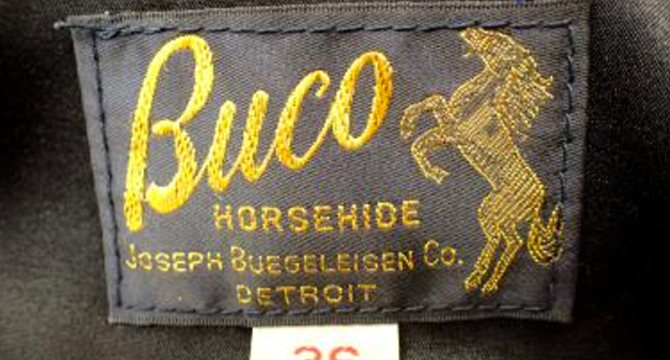 Buco
HORSEHIDE
JOSEPH BUEGELEISEN CO.
DETROIT